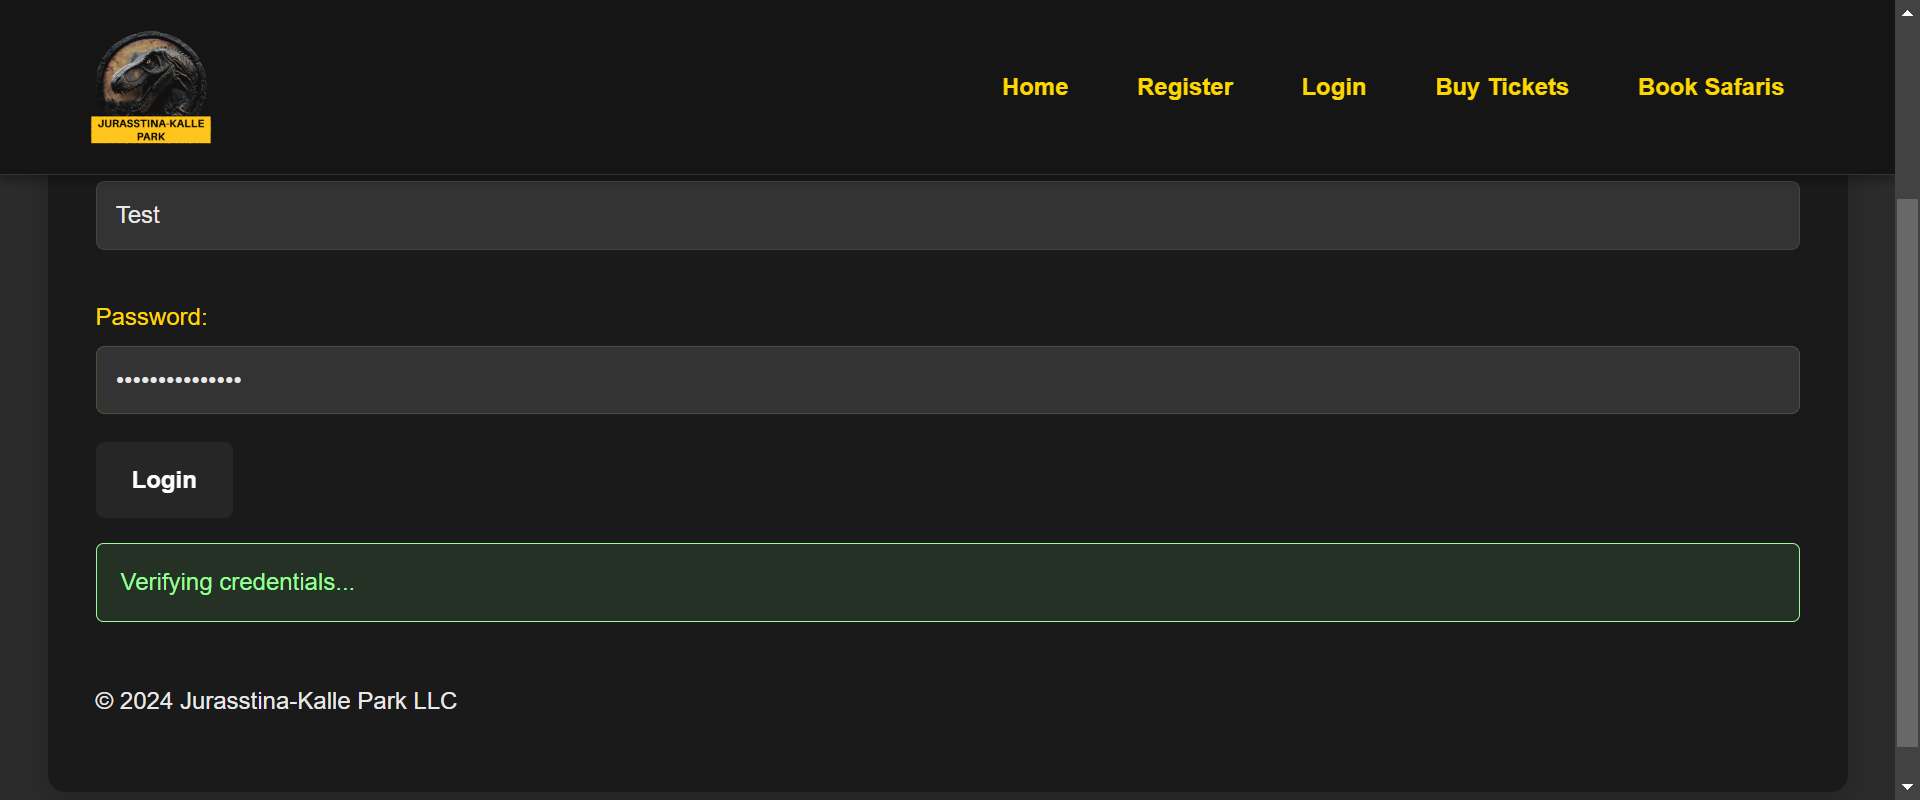 JURASSTINA-KALLE
PARK
Home
Register
Login
Buy Tickets
Book Safaris
Test
Password:
•••••••••••••••
Login
Verifying credentials...
© 2024 Jurasstina-Kalle Park LLC